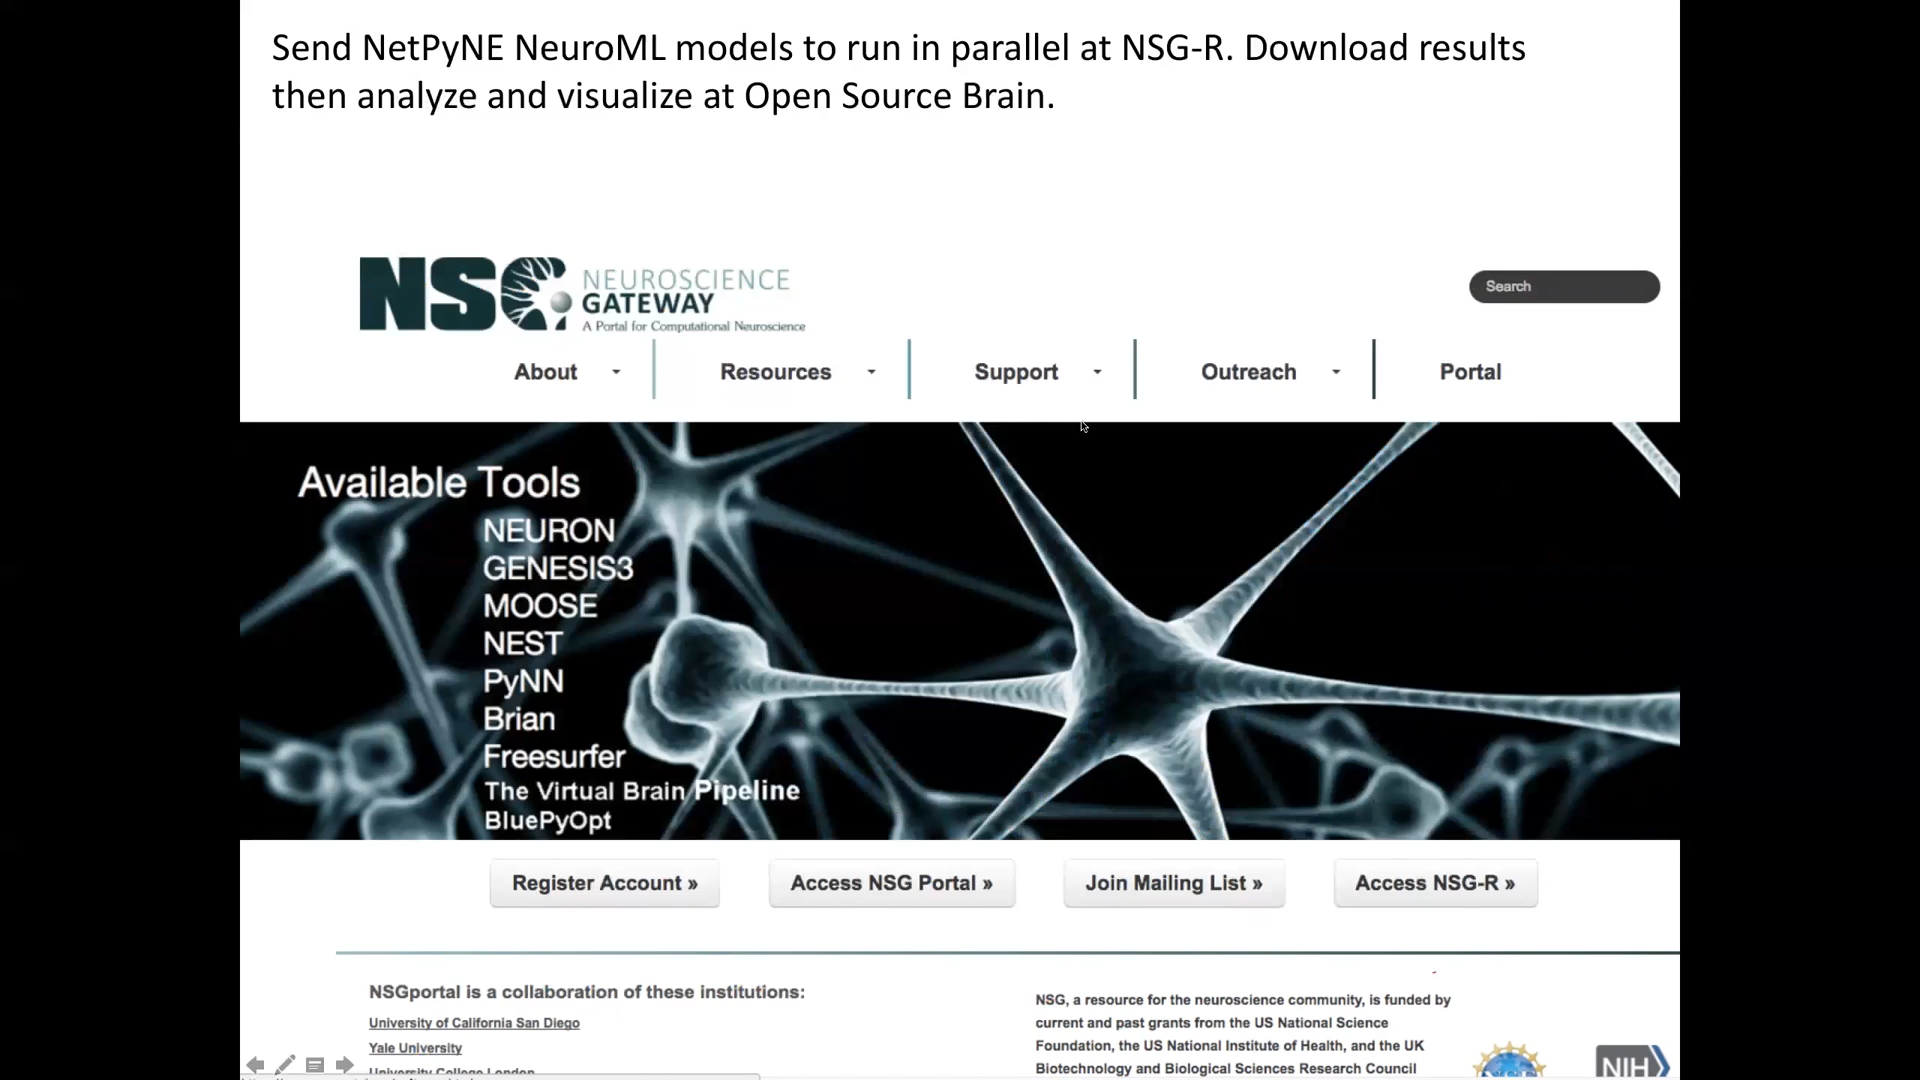 Send NetPyNE NeuroML models to run in parallel at NSG-R. Download results
then analyze and visualize at Open Source Brain.
NSG NEUROSCIENCE
GATEWAY
A Portal for Computational Neuroscience
Search
About Resources Support Outreach Portal
Available Tools
NEURON
GENESIS3
MOOSE
NEST
PyNN
Brian
Freesurfer
The Virtual Brain Pipeline
BluePyOpt
Register Account » Access NSG Portal » Join Mailing List » Access NSG-R »
NSGportal is a collaboration of these institutions:
University of California San Diego
Yale University
University College London
NSG, a resource for the neuroscience community, is funded by
current and past grants from the US National Science
Foundation, the US National Institute of Health, and the UK
Biotechnology and Biological Sciences Research Council
NIH